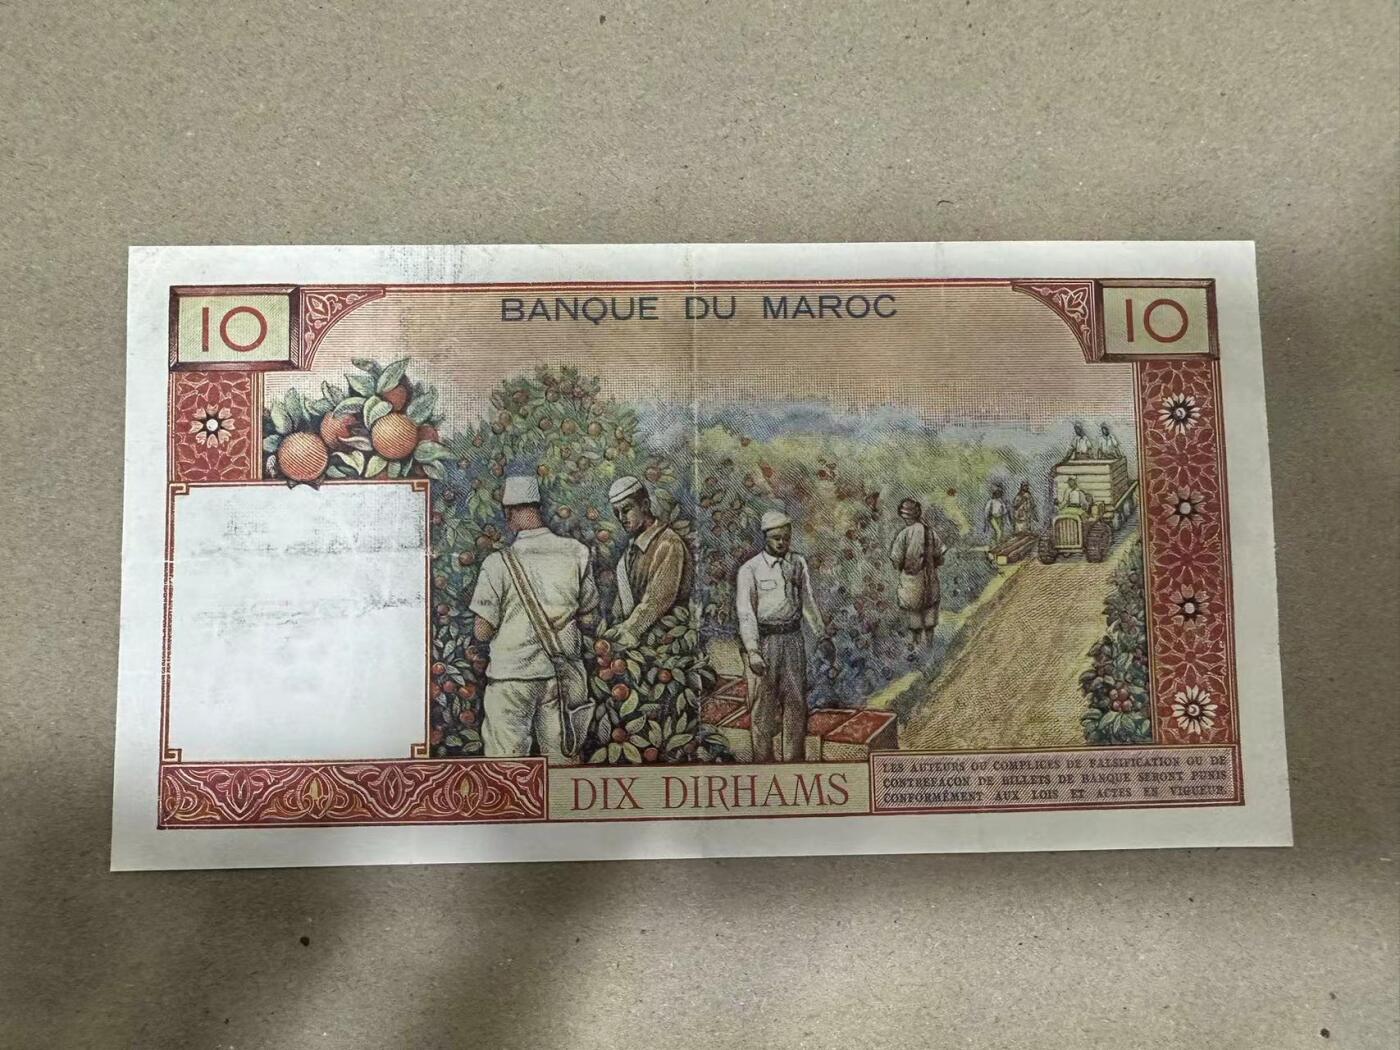 10
BANQUE DU MAROC
10
DIX DIRHAMS
LES AUTEURS OU COMPLICES DE FALSIFICATION OU DE
CONTREFAÇON DE BILLETS DE BANQUE SERONT PUNIS
CONFORMÉMENT AUX LOIS ET ACTES EN VIGUEUR.